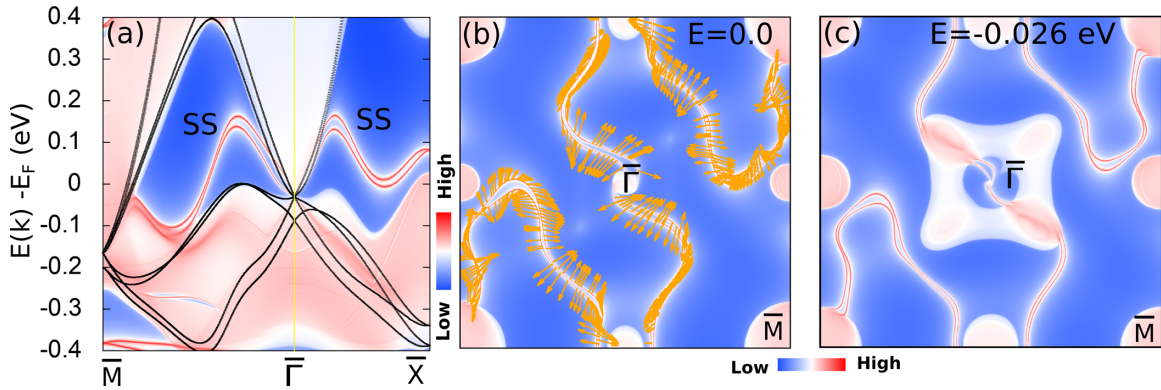 (a)
SS
SS
E(k) -E_F (eV)
0.4
0.3
0.2
0.1
0
-0.1
-0.2
-0.3
-0.4
M̅
Γ̅
X̅
High
Low
(b)
E=0.0
Γ̅
M̅
(c)
E=-0.026 eV
Γ̅
M̅
Low
High